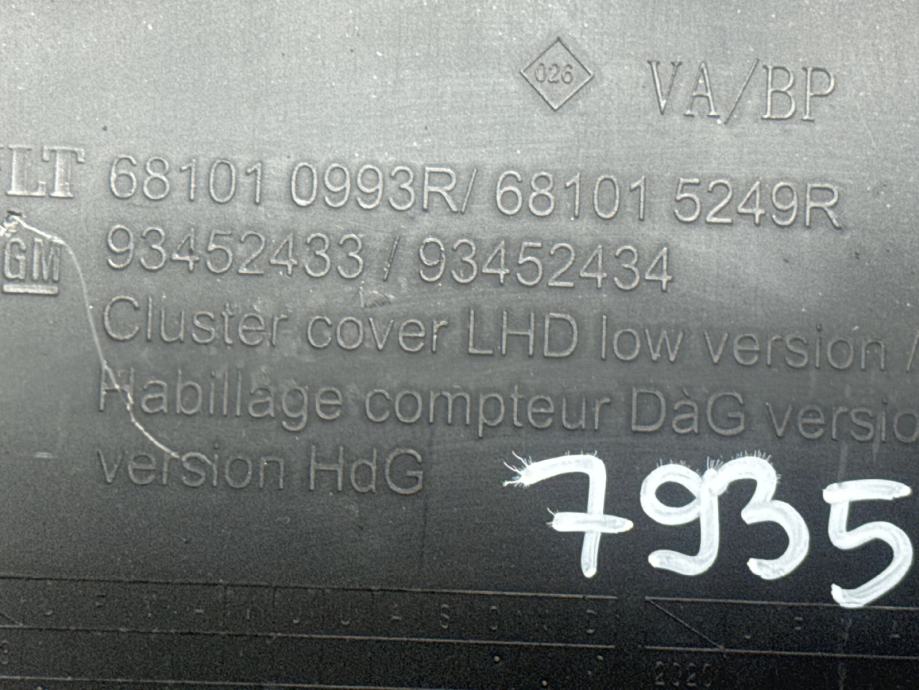 026 VA/BP
LT 68101 0993R/ 68101 5249R
GM 93452433 / 93452434
Cluster cover LHD low version /
Habillage compteur DàG versio
version HdG
7935
J F M A M J J A S O N D
2020